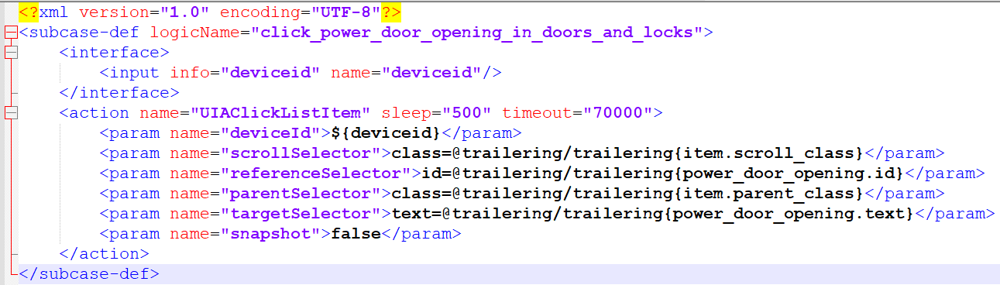 <?xml version="1.0" encoding="UTF-8"?>
<subcase-def logicName="click_power_door_opening_in_doors_and_locks">
<interface>
<input info="deviceid" name="deviceid"/>
</interface>
<action name="UIAClickListItem" sleep="500" timeout="70000">
<param name="deviceId">${deviceid}</param>
<param name="scrollSelector">class=@trailering/trailering{item.scroll_class}</param>
<param name="referenceSelector">id=@trailering/trailering{power_door_opening.id}</param>
<param name="parentSelector">class=@trailering/trailering{item.parent_class}</param>
<param name="targetSelector">text=@trailering/trailering{power_door_opening.text}</param>
<param name="snapshot">false</param>
</action>
</subcase-def>